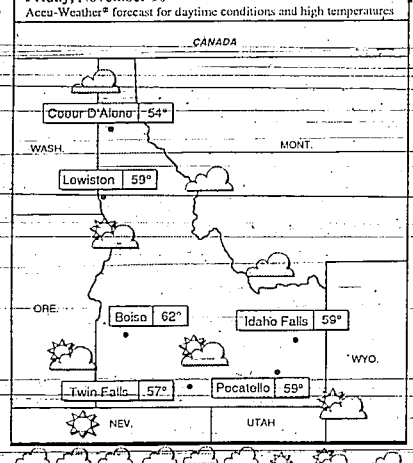 Accu-Weather® forecast for daytime conditions and high temperatures
CANADA
Coeur D'Alene 54°
WASH.
MONT.
Lewiston 59°
ORE.
Boise 62°
Idaho Falls 59°
WYO.
Twin Falls 57°
Pocatello 59°
NEV.
UTAH